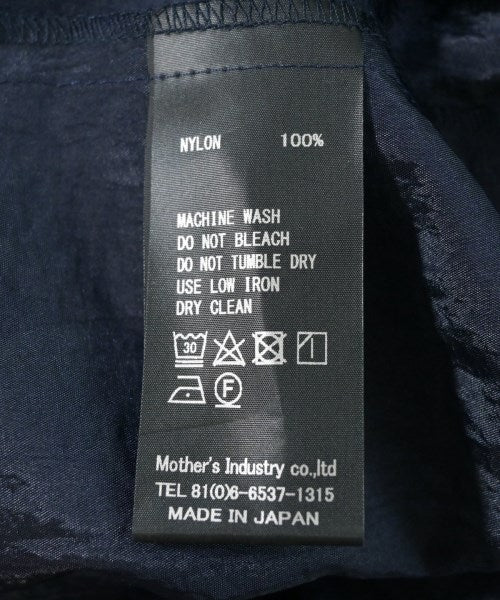 NYLON 100%
MACHINE WASH
DO NOT BLEACH
DO NOT TUMBLE DRY
USE LOW IRON
DRY CLEAN
30
F
Mother's Industry co.,ltd
TEL 81(0)6-6537-1315
MADE IN JAPAN